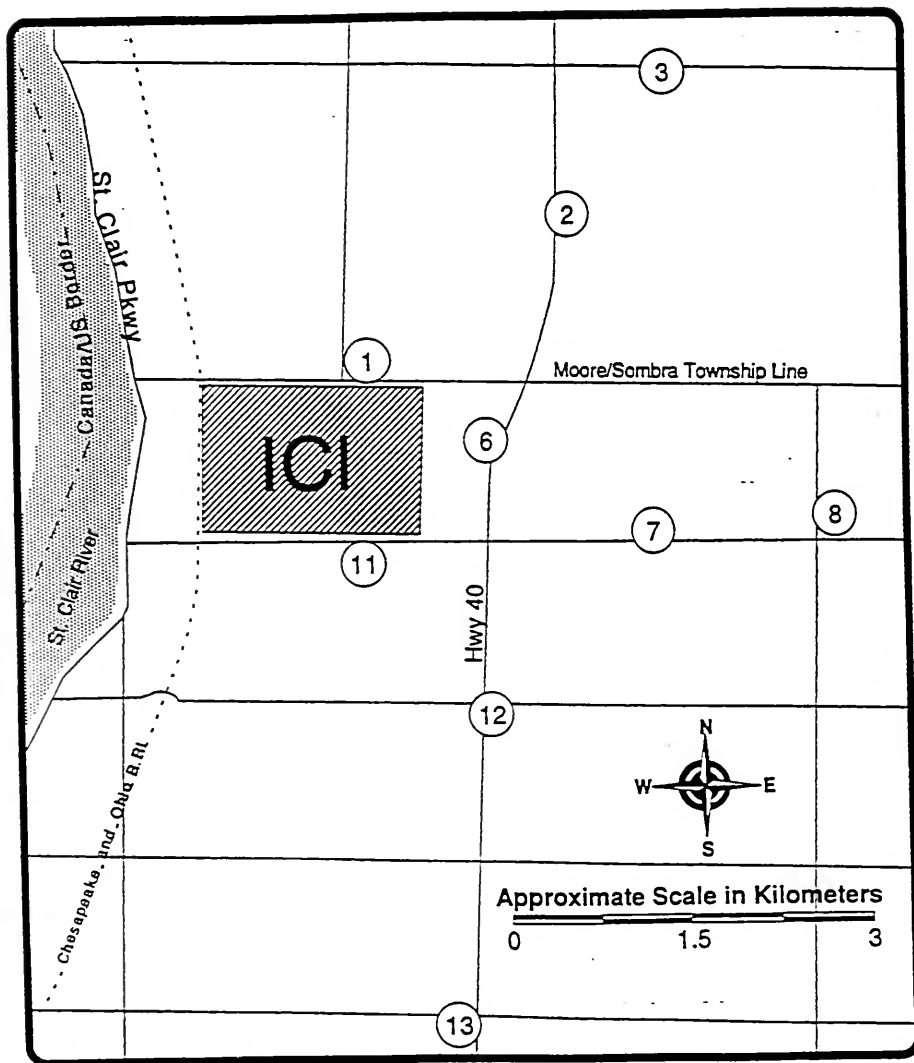 3
2
St. Clair Pkwy
Canada/US Border
1
Moore/Sombra Township Line
ICI
6
8
7
11
St. Clair River
Hwy 40
12
N
W E
S
Chesapeake and Ohio R.R.
Approximate Scale in Kilometers
0 1.5 3
13